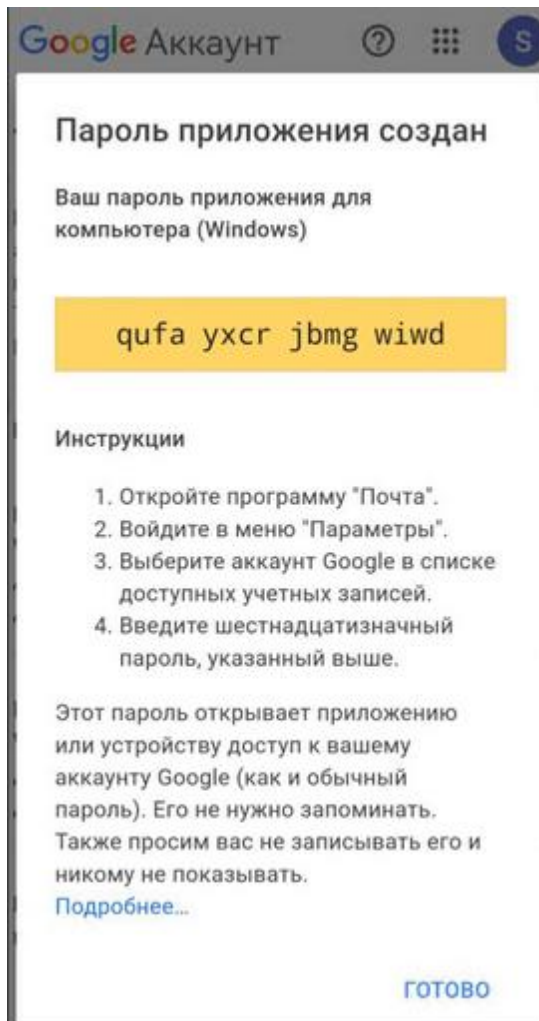 Google Аккаунт
S
Пароль приложения создан
Ваш пароль приложения для
компьютера (Windows)
qufa yxcr jbmg wiwd
Инструкции
1. Откройте программу "Почта".
2. Войдите в меню "Параметры".
3. Выберите аккаунт Google в списке
доступных учетных записей.
4. Введите шестнадцатизначный
пароль, указанный выше.
Этот пароль открывает приложению
или устройству доступ к вашему
аккаунту Google (как и обычный
пароль). Его не нужно запоминать.
Также просим вас не записывать его и
никому не показывать.
Подробнее…
ГОТОВО